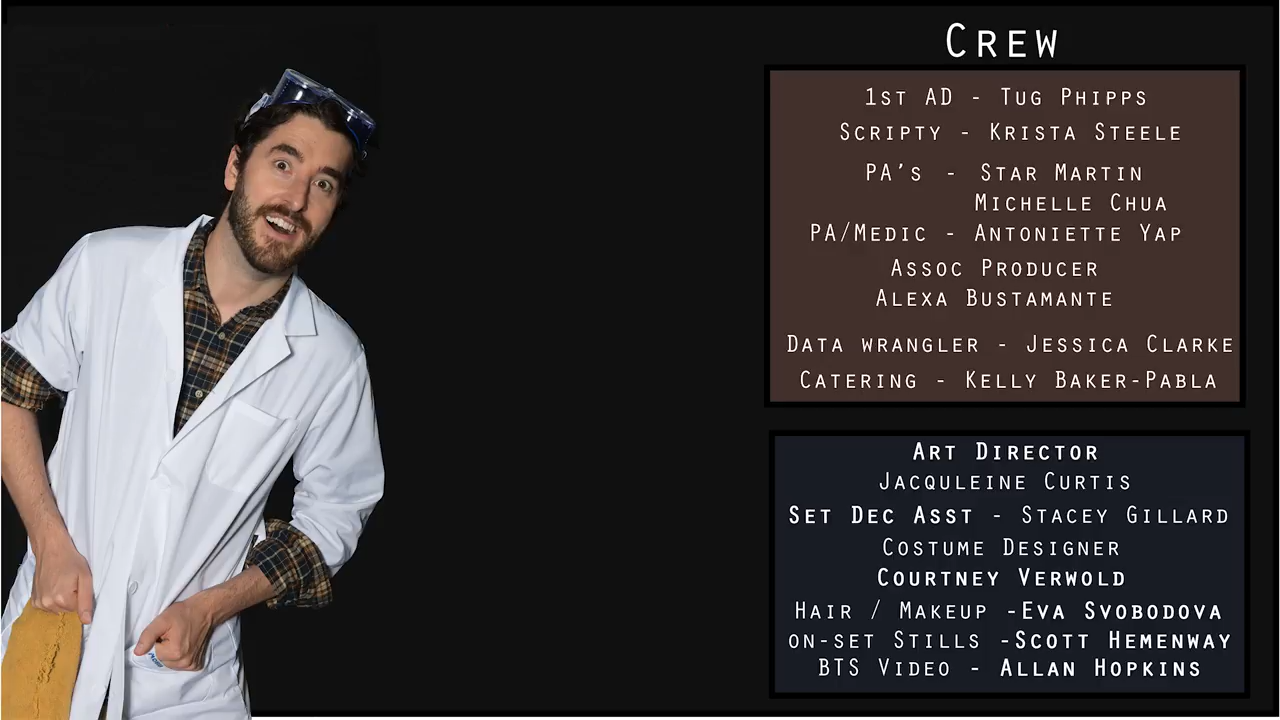 CREW
1ST AD - TUG PHIPPS
SCRIPTY - KRISTA STEELE
PA'S - STAR MARTIN
MICHELLE CHUA
PA/MEDIC - ANTONIETTE YAP
ASSOC PRODUCER
ALEXA BUSTAMANTE
DATA WRANGLER - JESSICA CLARKE
CATERING - KELLY BAKER-PABLA
ART DIRECTOR
JACQULEINE CURTIS
SET DEC ASST - STACEY GILLARD
COSTUME DESIGNER
COURTNEY VERWOLD
HAIR / MAKEUP -EVA SVOBODOVA
ON-SET STILLS -SCOTT HEMENWAY
BTS VIDEO - ALLAN HOPKINS